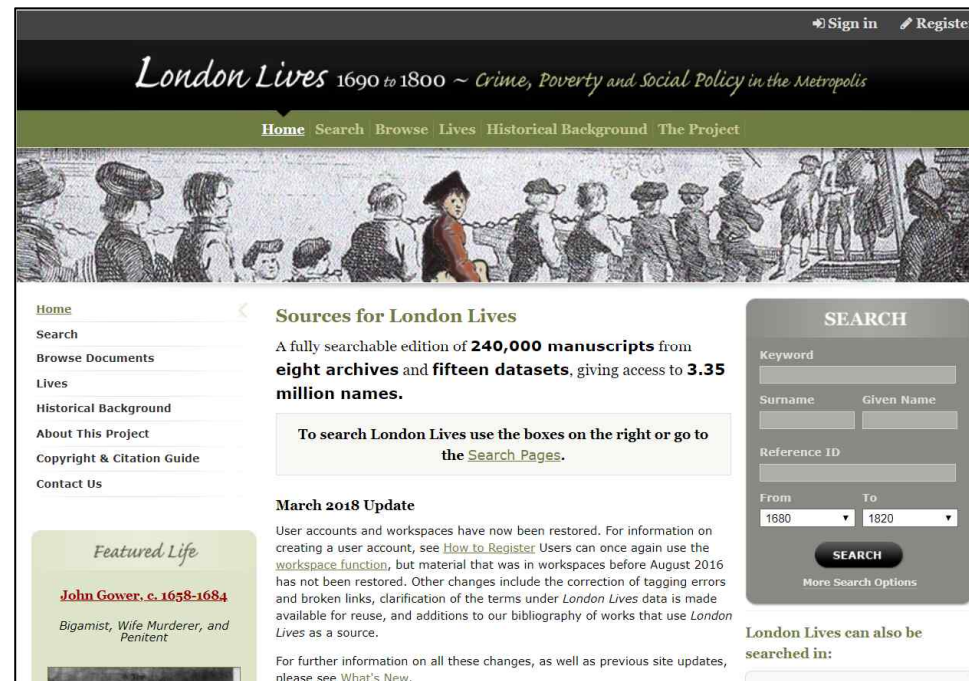 Sign in Register
London Lives 1690 to 1800 ~ Crime, Poverty and Social Policy in the Metropolis
Home Search Browse Lives Historical Background The Project
Home
Search
Browse Documents
Lives
Historical Background
About This Project
Copyright & Citation Guide
Contact Us
Featured Life
John Gower, c. 1658-1684
Bigamist, Wife Murderer, and
Penitent
Sources for London Lives
A fully searchable edition of 240,000 manuscripts from
eight archives and fifteen datasets, giving access to 3.35
million names.
To search London Lives use the boxes on the right or go to
the Search Pages.
March 2018 Update
User accounts and workspaces have now been restored. For information on
creating a user account, see How to Register Users can once again use the
workspace function, but material that was in workspaces before August 2016
has not been restored. Other changes include the correction of tagging errors
and broken links, clarification of the terms under London Lives data is made
available for reuse, and additions to our bibliography of works that use London
Lives as a source.
For further information on all these changes, as well as previous site updates,
please see What's New.
SEARCH
Keyword
Surname Given Name
Reference ID
From To
1680 1820
SEARCH
More Search Options
London Lives can also be
searched in: